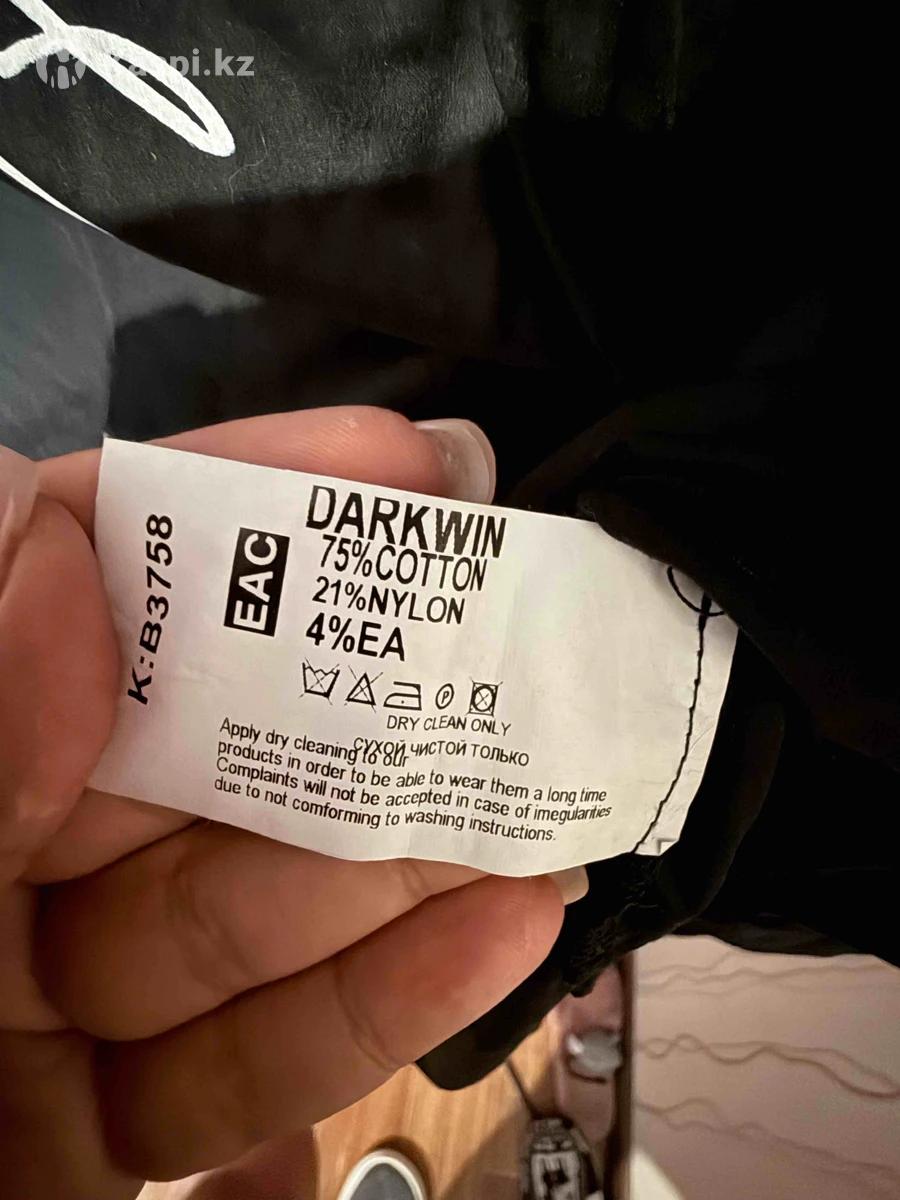 kaspi.kz
DARKWIN
75%COTTON
21%NYLON
4%EA
EAC
K:B3758
P
DRY CLEAN ONLY
СУХОЙ ЧИСТОЙ ТОЛЬКО
Apply dry cleaning to our
products in order to be able to wear them a long time
Complaints will not be accepted in case of imegularities
due to not comforming to washing instructions.